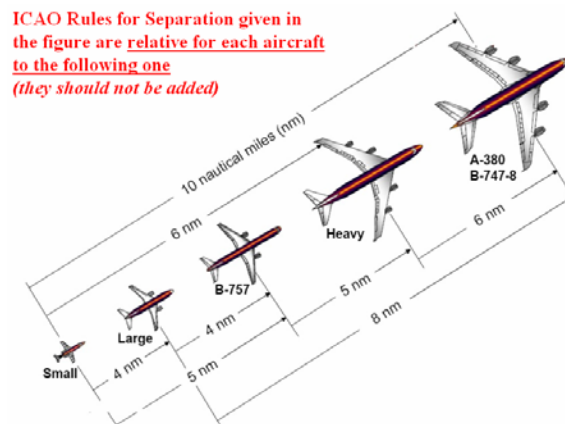 ICAO Rules for Separation given in
the figure are relative for each aircraft
to the following one
(they should not be added)
10 nautical miles (nm)
A-380
B-747-8
6 nm
Heavy
6 nm
B-757
5 nm
8 nm
Large
4 nm
Small
4 nm
5 nm